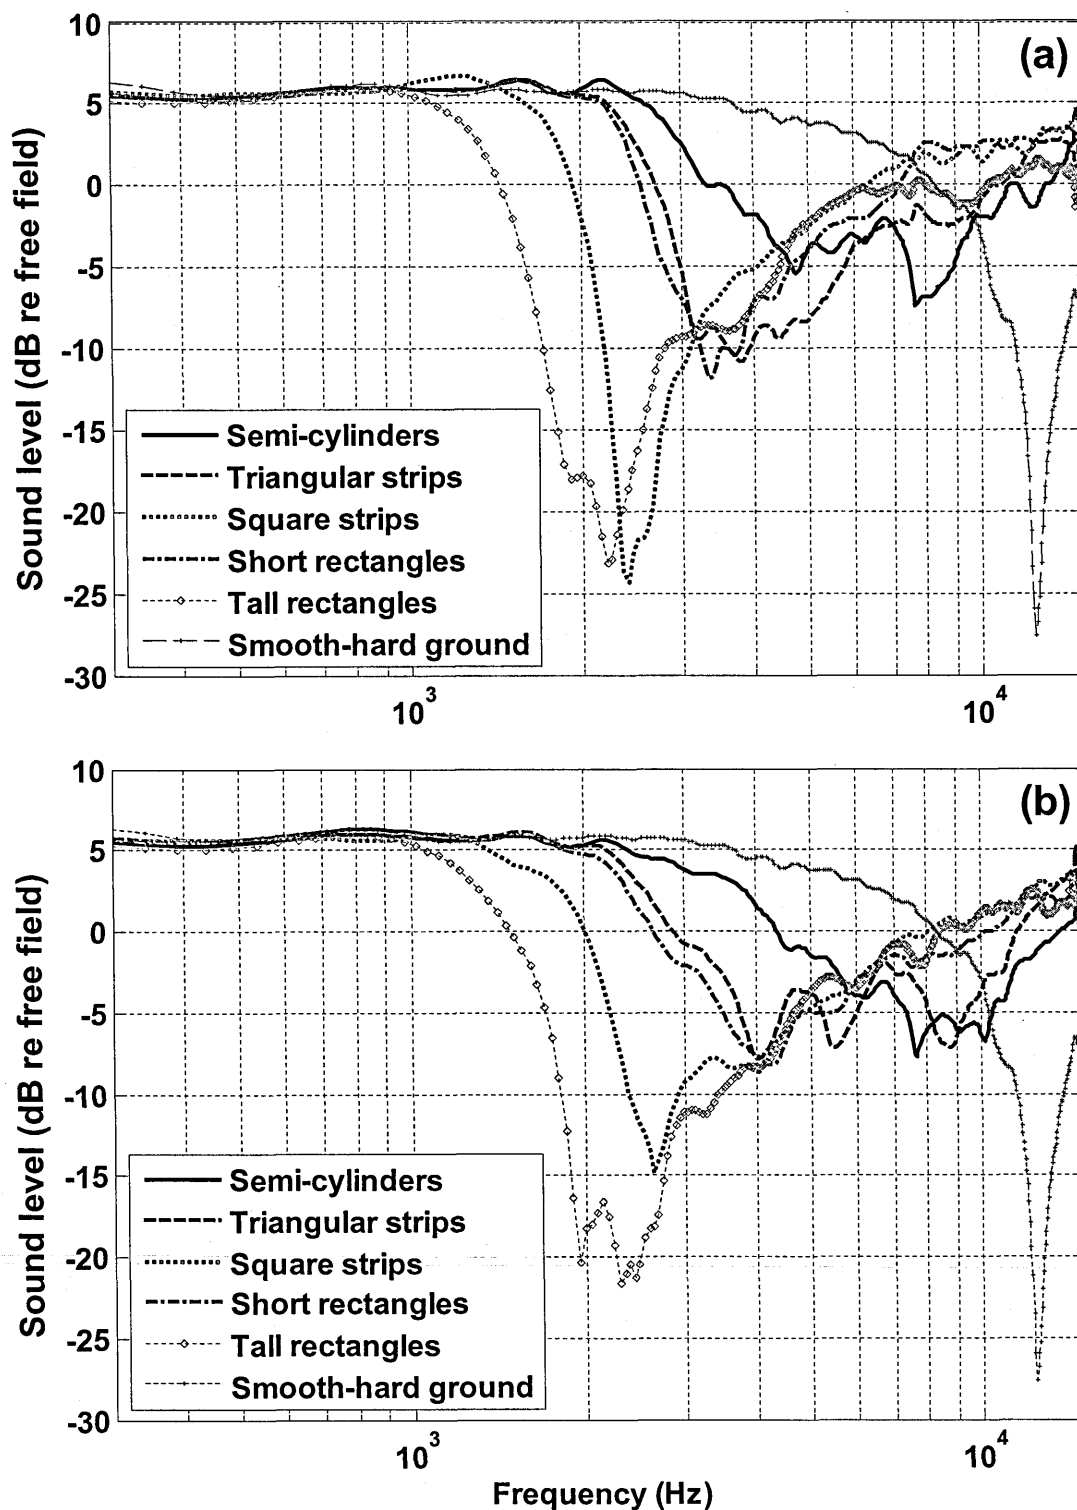 (a)
10
5
0
-5
-10
-15
-20
-25
-30
Sound level (dB re free field)
Semi-cylinders
Triangular strips
Square strips
Short rectangles
Tall rectangles
Smooth-hard ground
10^3
10^4
(b)
10
5
0
-5
-10
-15
-20
-25
-30
Sound level (dB re free field)
Semi-cylinders
Triangular strips
Square strips
Short rectangles
Tall rectangles
Smooth-hard ground
10^3
10^4
Frequency (Hz)